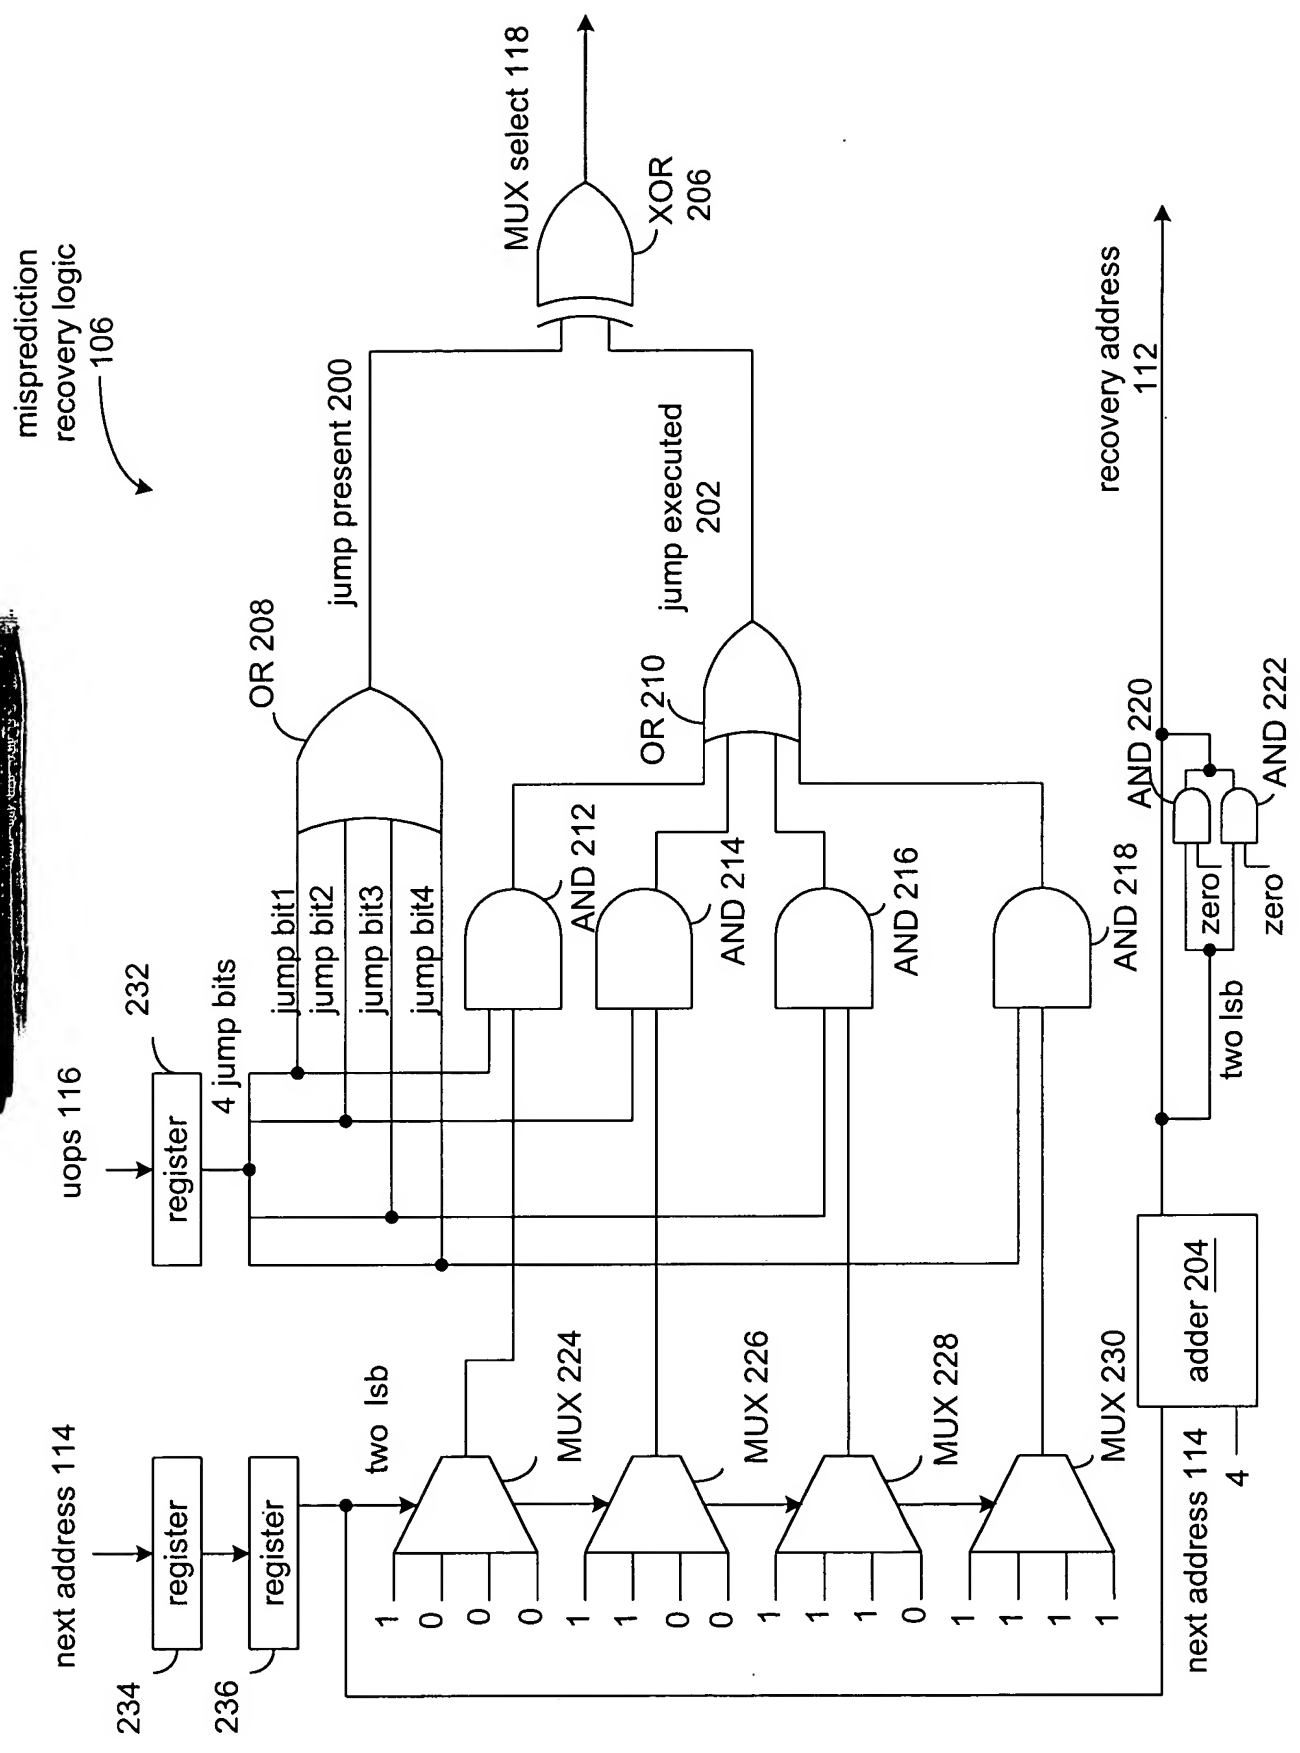 misprediction
recovery logic
106
next address 114
register
234
register
236
uops 116
register
232
4 jump bits
two lsb
1
0
0
0
MUX 224
1
1
0
0
MUX 226
1
1
1
0
MUX 228
1
1
1
1
MUX 230
jump bit1
jump bit2
jump bit3
jump bit4
OR 208
AND 212
AND 214
AND 216
AND 218
OR 210
jump present 200
jump executed
202
MUX select 118
XOR
206
next address 114
4
adder 204
two lsb
zero
zero
AND 220
AND 222
recovery address
112